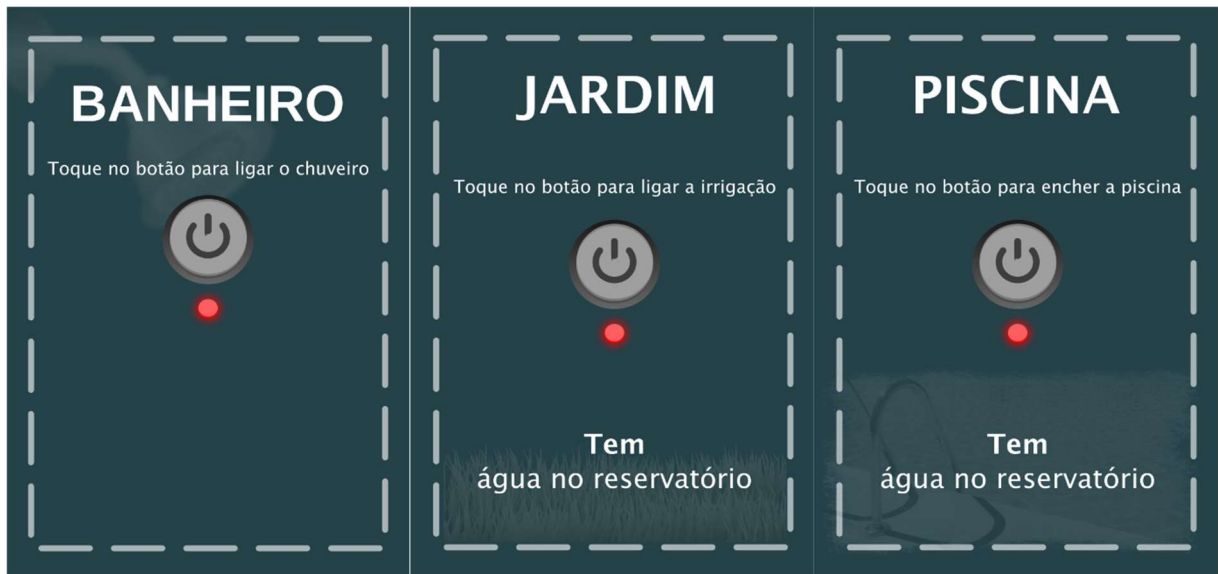 BANHEIRO
Toque no botão para ligar o chuveiro
JARDIM
Toque no botão para ligar a irrigação
Tem
água no reservatório
PISCINA
Toque no botão para encher a piscina
Tem
água no reservatório